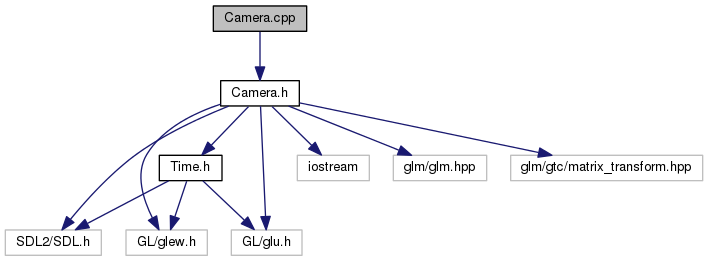 Camera.cpp
Camera.h
Time.h
iostream
glm/glm.hpp
glm/gtc/matrix_transform.hpp
SDL2/SDL.h
GL/glew.h
GL/glu.h